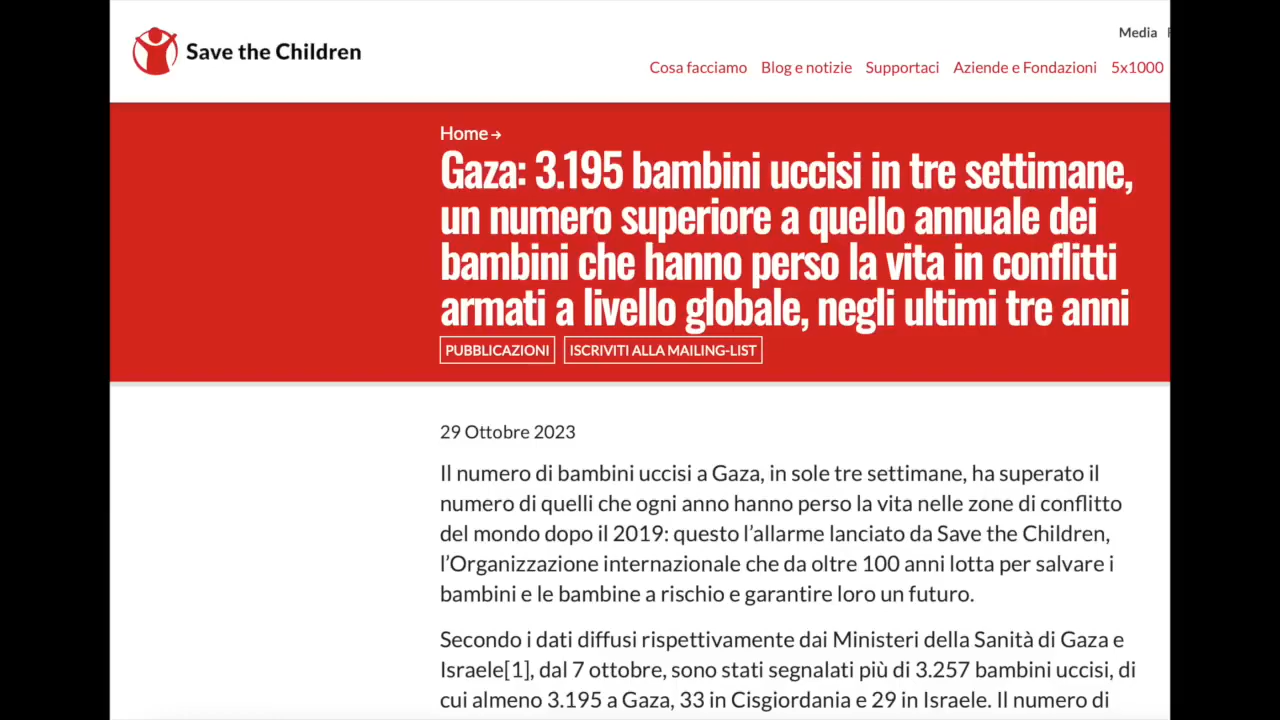 Save the Children
Media
Cosa facciamo Blog e notizie Supportaci Aziende e Fondazioni 5x1000
Home →
Gaza: 3.195 bambini uccisi in tre settimane,
un numero superiore a quello annuale dei
bambini che hanno perso la vita in conflitti
armati a livello globale, negli ultimi tre anni
PUBBLICAZIONI ISCRIVITI ALLA MAILING-LIST
29 Ottobre 2023
Il numero di bambini uccisi a Gaza, in sole tre settimane, ha superato il
numero di quelli che ogni anno hanno perso la vita nelle zone di conflitto
del mondo dopo il 2019: questo l’allarme lanciato da Save the Children,
l’Organizzazione internazionale che da oltre 100 anni lotta per salvare i
bambini e le bambine a rischio e garantire loro un futuro.
Secondo i dati diffusi rispettivamente dai Ministeri della Sanità di Gaza e
Israele[1], dal 7 ottobre, sono stati segnalati più di 3.257 bambini uccisi, di
cui almeno 3.195 a Gaza, 33 in Cisgiordania e 29 in Israele. Il numero di